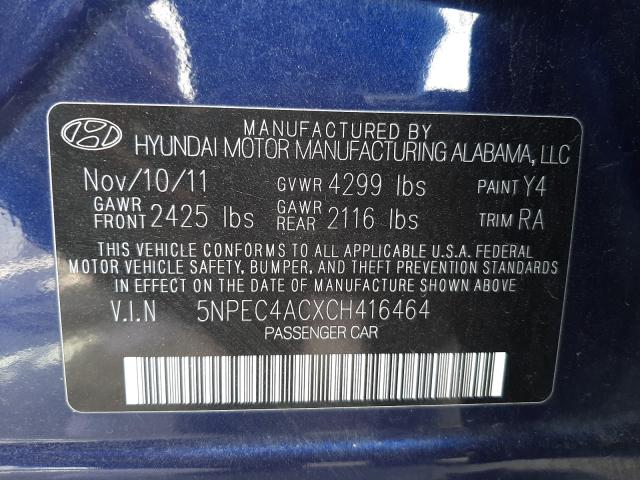 MANUFACTURED BY
HYUNDAI MOTOR MANUFACTURING ALABAMA, LLC
Nov/10/11 GVWR 4299 lbs PAINT Y4
GAWR FRONT 2425 lbs GAWR REAR 2116 lbs TRIM RA
THIS VEHICLE CONFORMS TO ALL APPLICABLE U.S.A. FEDERAL
MOTOR VEHICLE SAFETY, BUMPER, AND THEFT PREVENTION STANDARDS
IN EFFECT ON THE DATE OF MANUFACTURE SHOWN ABOVE
V.I.N 5NPEC4ACXCH416464
PASSENGER CAR